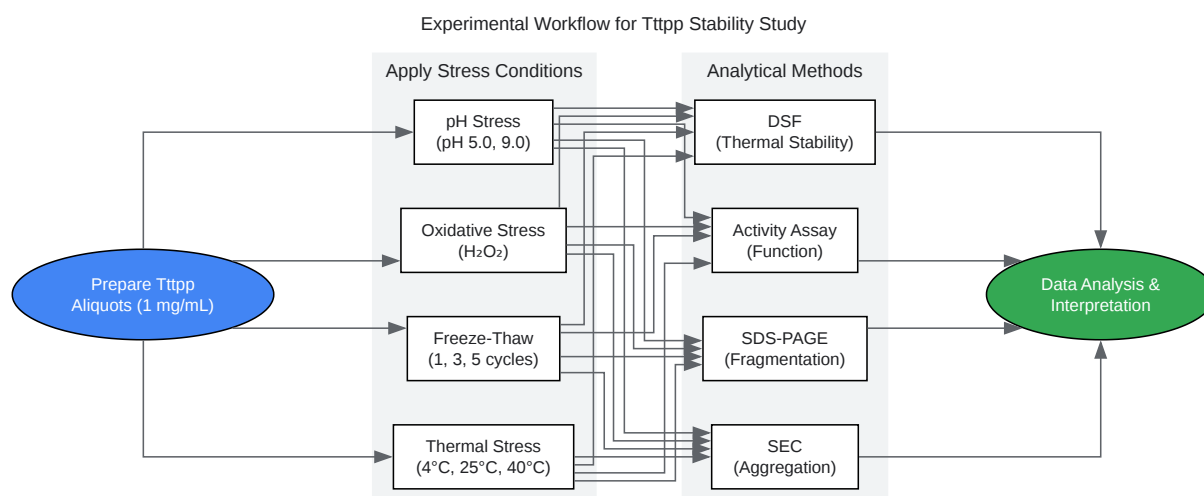 Experimental Workflow for Tttpp Stability Study
Apply Stress Conditions
Analytical Methods
pH Stress
(pH 5.0, 9.0)
DSF
(Thermal Stability)
Oxidative Stress
(H₂O₂)
Activity Assay
(Function)
Prepare Tttpp
Aliquots (1 mg/mL)
Data Analysis &
Interpretation
Freeze-Thaw
(1, 3, 5 cycles)
SDS-PAGE
(Fragmentation)
Thermal Stress
(4°C, 25°C, 40°C)
SEC
(Aggregation)